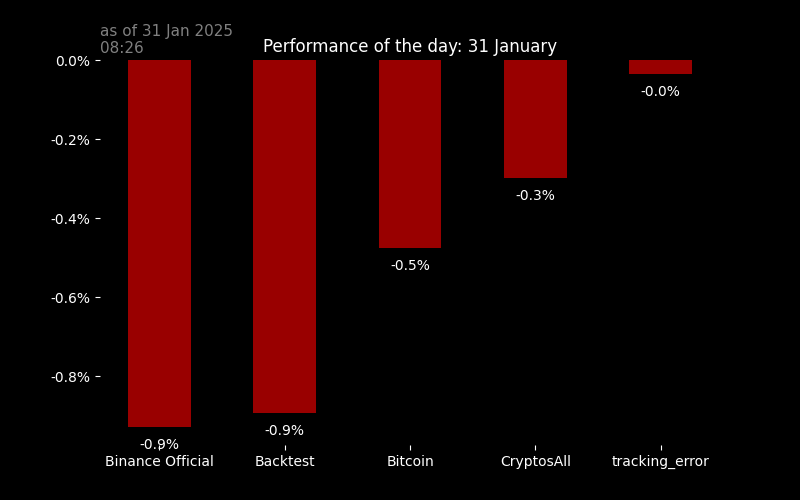 as of 31 Jan 2025
08:26
Performance of the day: 31 January
0.0%
-0.2%
-0.4%
-0.6%
-0.8%
-0.9%
-0.9%
-0.5%
-0.3%
-0.0%
Binance Official
Backtest
Bitcoin
CryptosAll
tracking_error